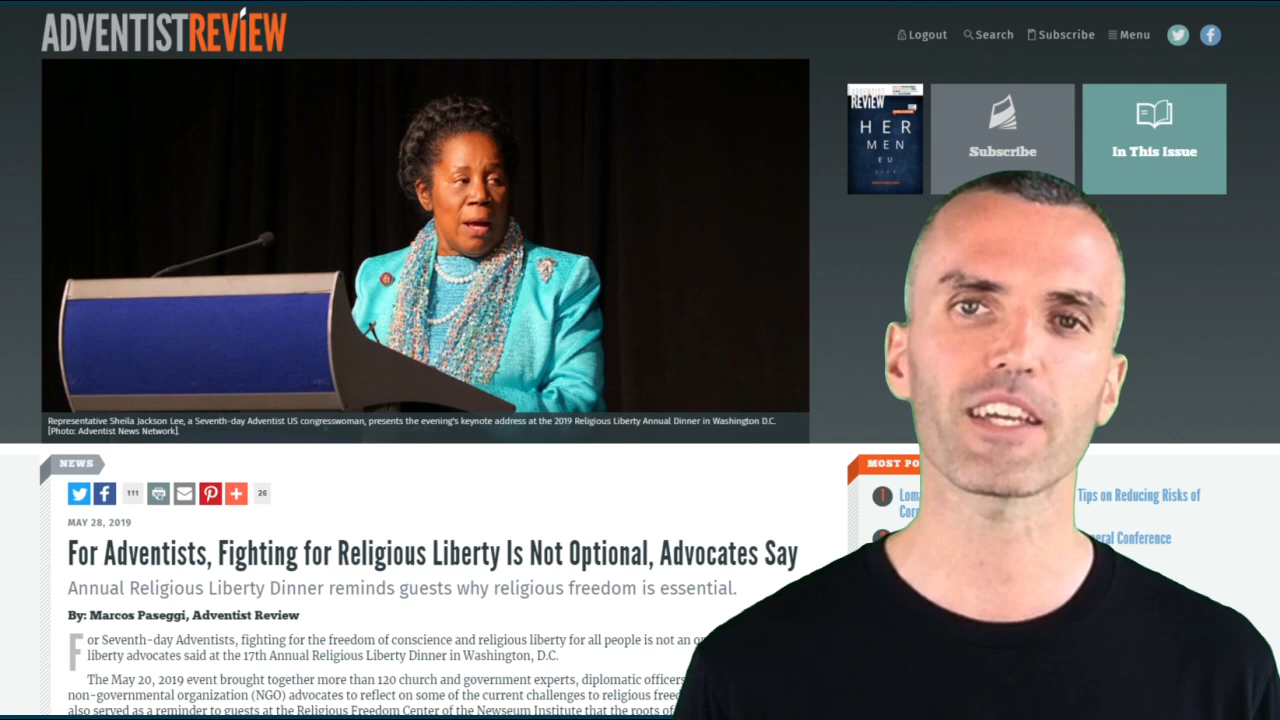 ADVENTISTREVIEW
Logout Search Subscribe Menu
REVIEW
HER
MEN
EU
Subscribe
In This Issue
Representative Sheila Jackson Lee, a Seventh-day Adventist US congresswoman, presents the evening's keynote address at the 2019 Religious Liberty Annual Dinner in Washington D.C.
[Photo: Adventist News Network].
NEWS
111 26
MAY 28, 2019
For Adventists, Fighting for Religious Liberty Is Not Optional, Advocates Say
Annual Religious Liberty Dinner reminds guests why religious freedom is essential.
By: Marcos Paseggi, Adventist Review
For Seventh-day Adventists, fighting for the freedom of conscience and religious liberty for all people is not an
liberty advocates said at the 17th Annual Religious Liberty Dinner in Washington, D.C.
The May 20, 2019 event brought together more than 120 church and government experts, diplomatic officers
non-governmental organization (NGO) advocates to reflect on some of the current challenges to religious
also served as a reminder to guests at the Religious Freedom Center of the Newseum Institute that the roots of
MOST
Tips on Reducing Risks of
Conference